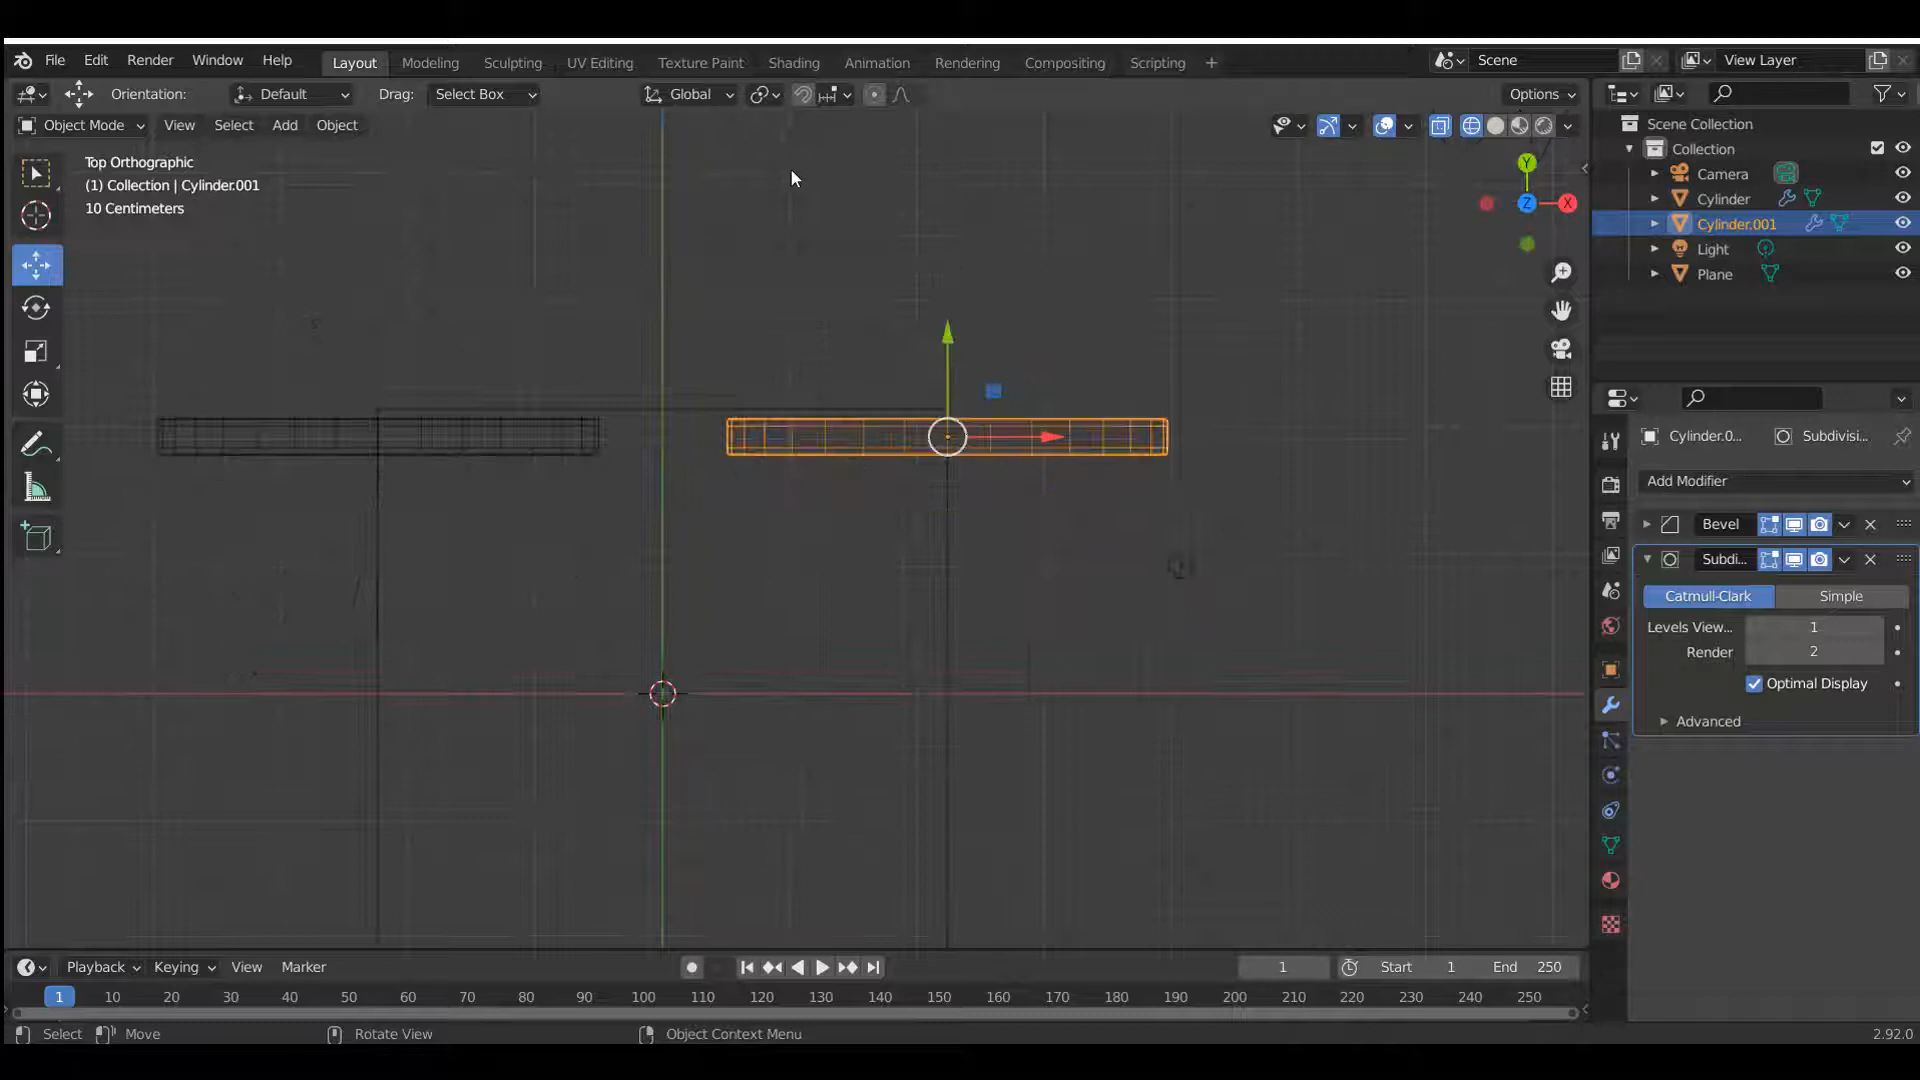 File Edit Render Window Help Layout Modeling Sculpting UV Editing Texture Paint Shading Animation Rendering Compositing Scripting + Scene View Layer
Orientation: Default Drag: Select Box Global Options
Object Mode View Select Add Object
Top Orthographic
(1) Collection | Cylinder.001
10 Centimeters
Y
Z X
Scene Collection
Collection
Camera
Cylinder
Cylinder.001
Light
Plane
Cylinder.0... Subdivisi...
Add Modifier
Bevel
Subdi...
Catmull-Clark Simple
Levels View... 1
Render 2
Optimal Display
Advanced
Playback Keying View Marker 1 Start 1 End 250
1 10 20 30 40 50 60 70 80 90 100 110 120 130 140 150 160 170 180 190 200 210 220 230 240 250
Select Move Rotate View Object Context Menu 2.92.0